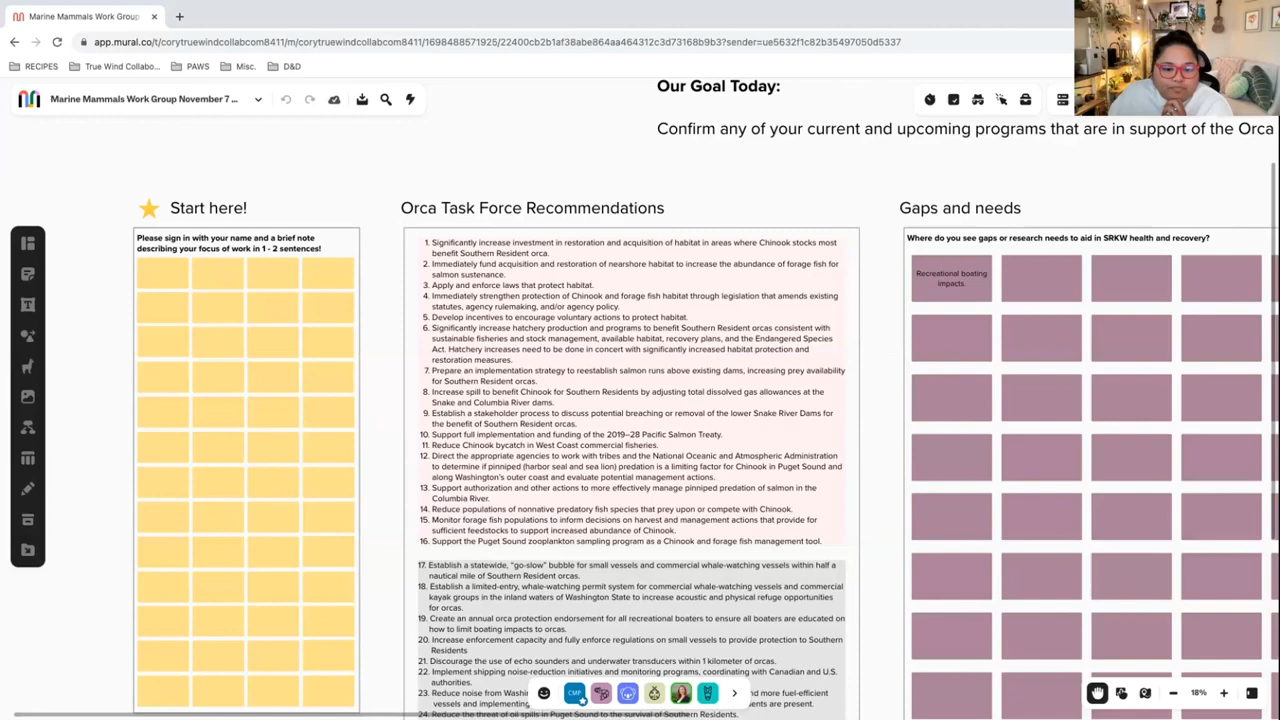 Marine Mammals Work Group
app.mural.co/t/corytruewindcollabcom8411/m/corytruewindcollabcom8411/1698488571925/22400cb2b1af38abe864aa464312c3d73168b9b3?sender=ue5632f1c82b35497050d5337
RECIPES
True Wind Collabo...
PAWS
Misc.
D&D
Marine Mammals Work Group November 7 ...
Our Goal Today:
Confirm any of your current and upcoming programs that are in support of the Orca
Start here!
Please sign in with your name and a brief note
describing your focus of work in 1 - 2 sentences!
Orca Task Force Recommendations
1. Significantly increase investment in restoration and acquisition of habitat in areas where Chinook stocks most
benefit Southern Resident orca.
2. Immediately fund acquisition and restoration of nearshore habitat to increase the abundance of forage fish for
salmon sustenance.
3. Apply and enforce laws that protect habitat.
4. Immediately strengthen protection of Chinook and forage fish habitat through legislation that amends existing
statutes, agency rulemaking, and/or agency policy.
5. Develop incentives to encourage voluntary actions to protect habitat.
6. Significantly increase hatchery production and programs to benefit Southern Resident orcas consistent with
sustainable fisheries and stock management, available habitat, recovery plans, and the Endangered Species
Act. Hatchery increases need to be done in concert with significantly increased habitat protection and
restoration measures.
7. Prepare an implementation strategy to reestablish salmon runs above existing dams, increasing prey availability
for Southern Resident orcas.
8. Increase spill to benefit Chinook for Southern Residents by adjusting total dissolved gas allowances at the
Snake and Columbia River dams.
9. Establish a stakeholder process to discuss potential breaching or removal of the lower Snake River Dams for
the benefit of Southern Resident orcas.
10. Support full implementation and funding of the 2019–28 Pacific Salmon Treaty.
11. Reduce Chinook bycatch in West Coast commercial fisheries.
12. Direct the appropriate agencies to work with tribes and the National Oceanic and Atmospheric Administration
to determine if pinniped (harbor seal and sea lion) predation is a limiting factor for Chinook in Puget Sound and
along Washington's outer coast and evaluate potential management actions.
13. Support authorization and other actions to more effectively manage pinniped predation of salmon in the
Columbia River.
14. Reduce populations of nonnative predatory fish species that prey upon or compete with Chinook.
15. Monitor forage fish populations to inform decisions on harvest and management actions that provide for
sufficient feedstocks to support increased abundance of Chinook.
16. Support the Puget Sound zooplankton sampling program as a Chinook and forage fish management tool.
17. Establish a statewide, "go-slow" bubble for small vessels and commercial whale-watching vessels within half a
nautical mile of Southern Resident orcas.
18. Establish a limited-entry, whale-watching permit system for commercial whale-watching vessels and commercial
kayak groups in the inland waters of Washington State to increase acoustic and physical refuge opportunities
for orcas.
19. Create an annual orca protection endorsement for all recreational boaters to ensure all boaters are educated on
how to limit boating impacts to orcas.
20. Increase enforcement capacity and fully enforce regulations on small vessels to provide protection to Southern
Residents
21. Discourage the use of echo sounders and underwater transducers within 1 kilometer of orcas.
22. Implement shipping noise-reduction initiatives and monitoring programs, coordinating with Canadian and U.S.
authorities.
23. Reduce noise from Washi nd more fuel-efficient
vessels and implementing ents are present.
24. Reduce the threat of oil spills in Puget Sound to the survival of Southern Residents.
Gaps and needs
Where do you see gaps or research needs to aid in SRKW health and recovery?
Recreational boating
impacts.
CMP
18%